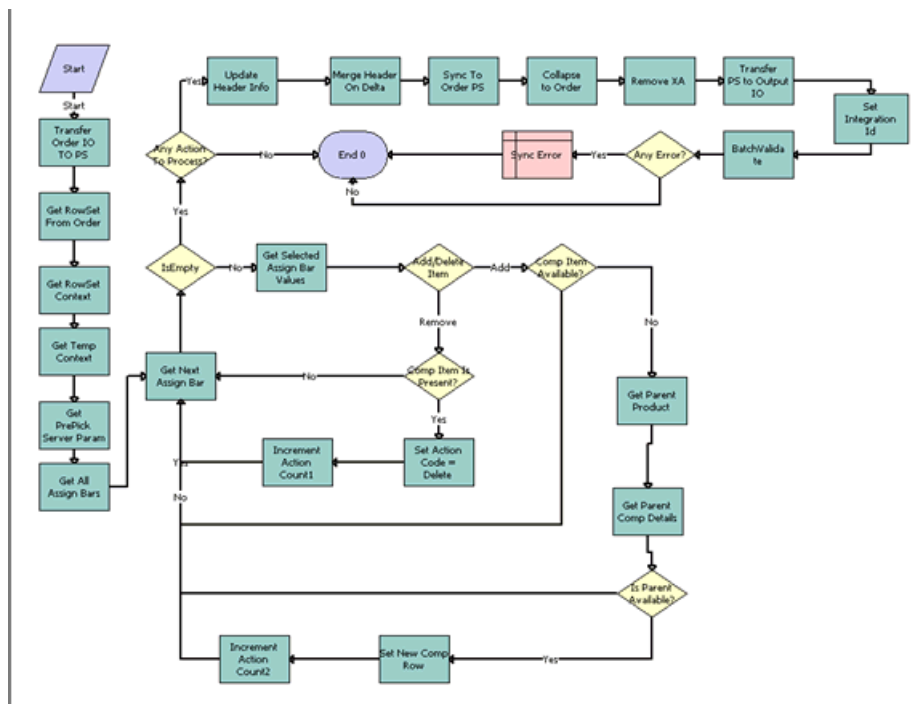 Start
Start
Transfer
Order IO
TO PS
Get RowSet
From Order
Get RowSet
Context
Get Temp
Context
Get
PrePick
Server Param
Get All
Assign Bars
Get Next
Assign Bar
IsEmpty
Yes
Any Action
To Process?
Yes
Update
Header Info
Merge Header
On Delta
Sync To
Order PS
Collapse
to Order
Remove XA
Transfer
PS to Output
IO
Set
Integration
Id
BatchValida
te
Any Error?
Yes
Sync Error
No
End 0
No
No
Get Selected
Assign Bar
Values
Add/Delete
Item
Add
Comp Item
Available?
Remove
Comp Item Is
Present?
No
Yes
Set Action
Code =
Delete
Increment
Action
Count1
Yes
No
No
Get Parent
Product
Get Parent
Comp Details
Is Parent
Available?
Yes
Set New Comp
Row
Increment
Action
Count2